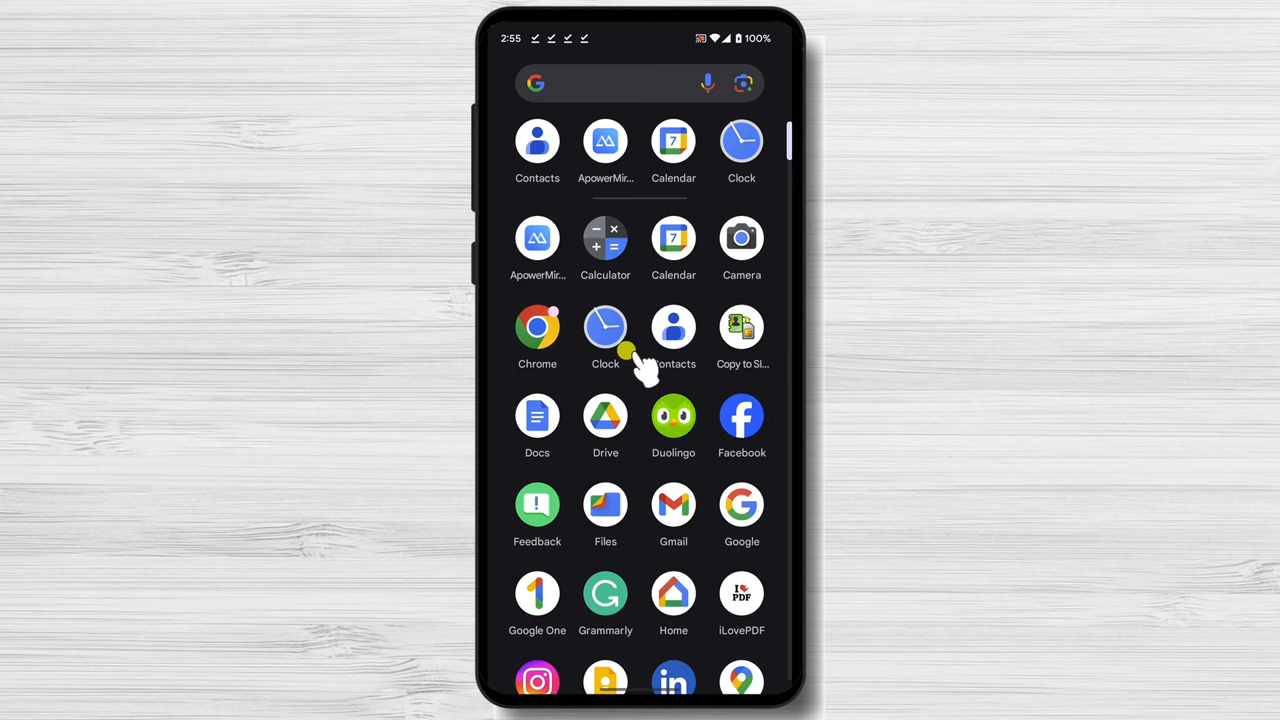 2:55 100%
Contacts ApowerMir... Calendar Clock
ApowerMir... Calculator Calendar Camera
Chrome Clock ontacts Copy to SI...
Docs Drive Duolingo Facebook
Feedback Files Gmail Google
Google One Grammarly Home iLovePDF